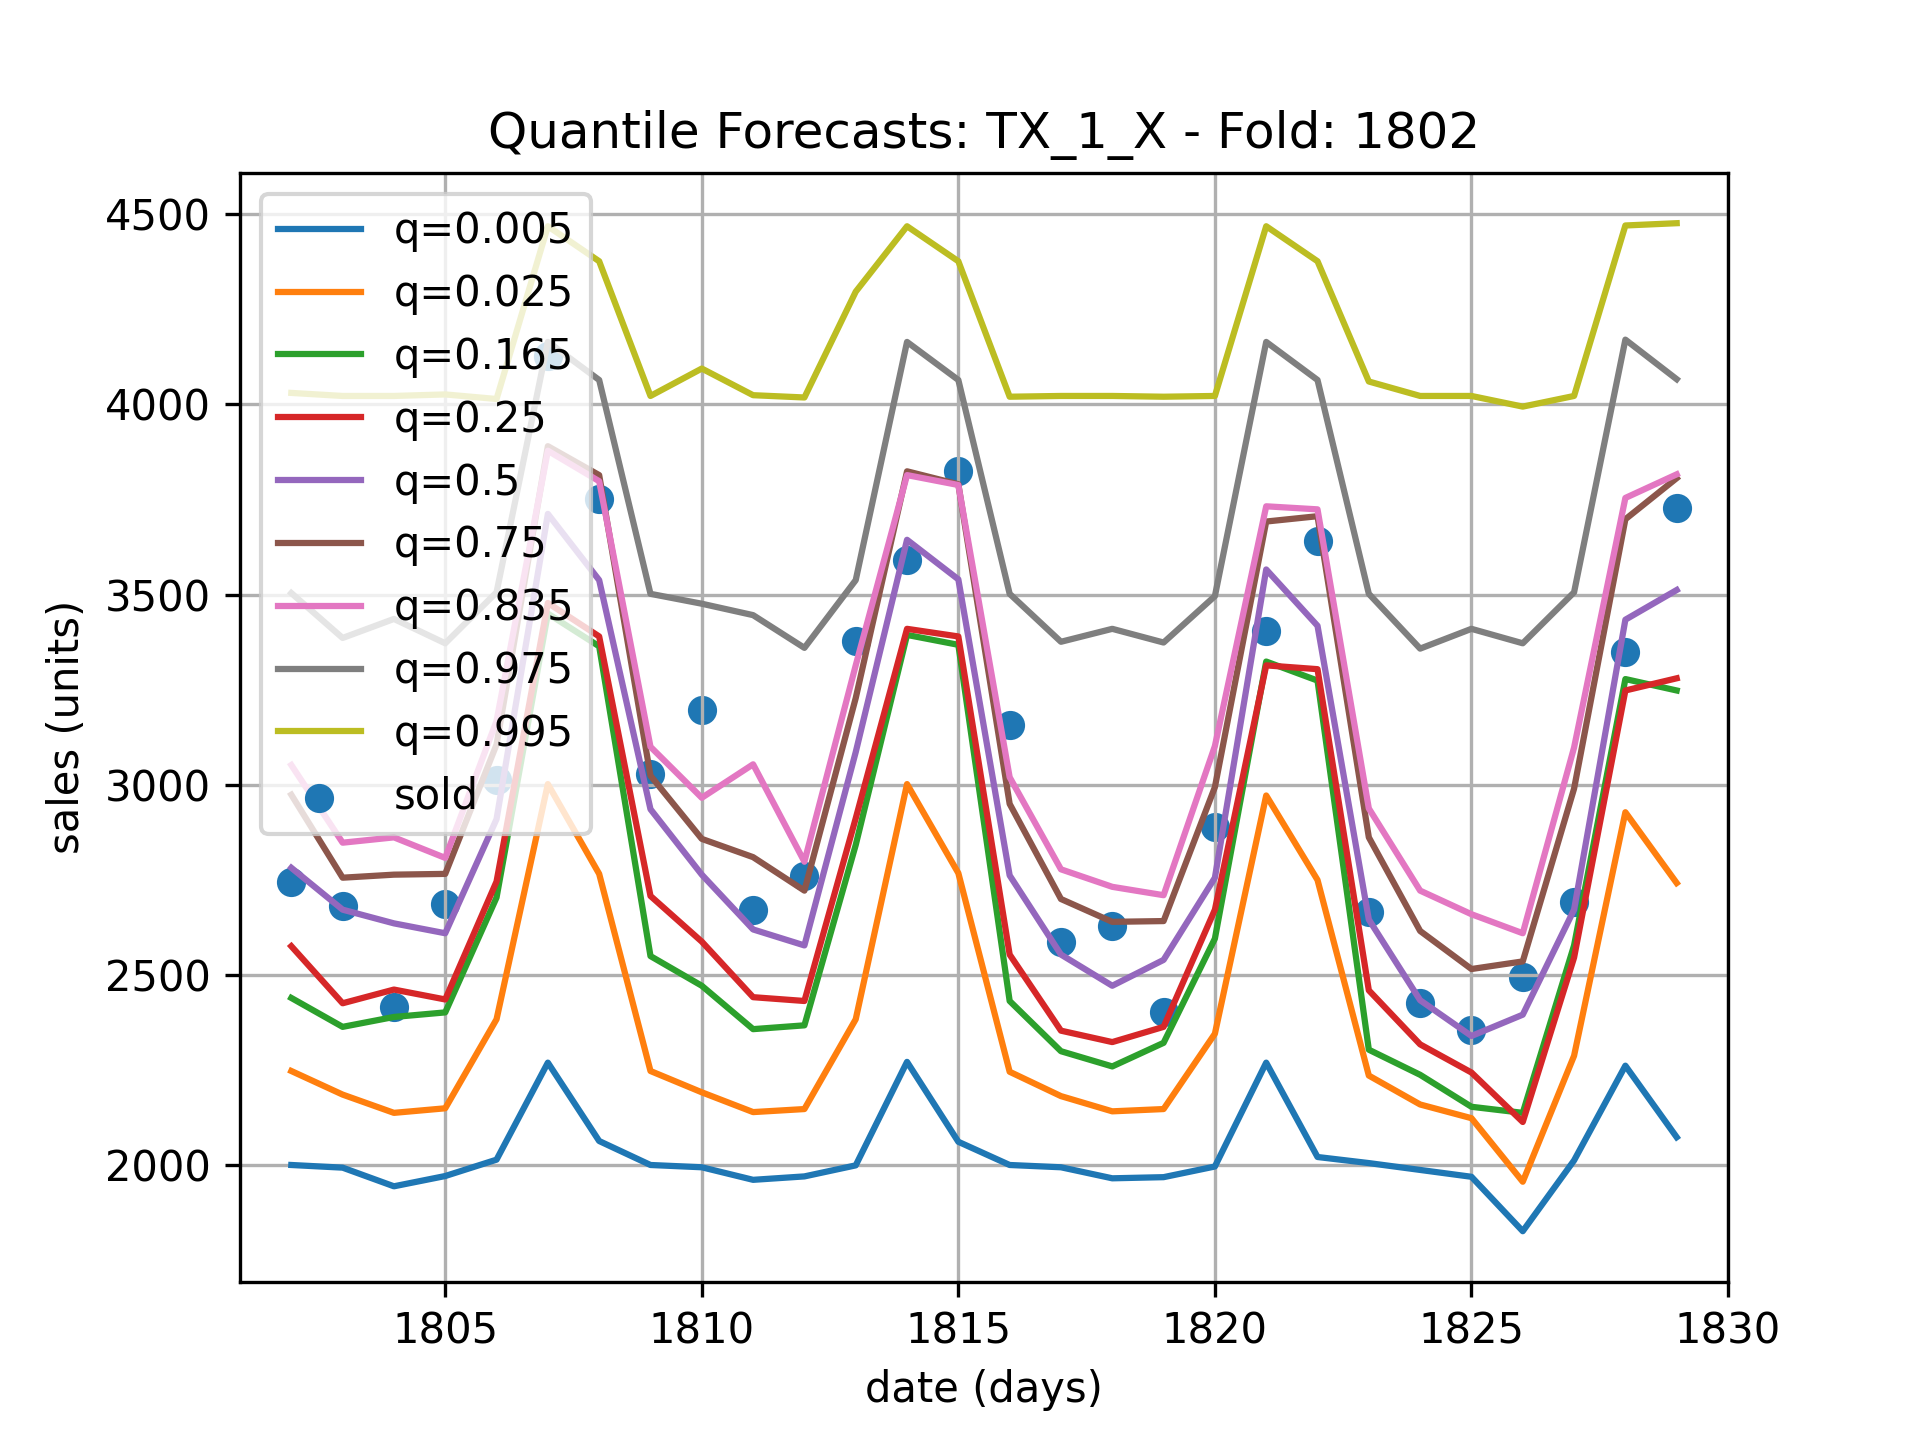 Quantile Forecasts: TX_1_X - Fold: 1802
4500
4000
3500
3000
2500
2000
sales (units)
q=0.005
q=0.025
q=0.165
q=0.25
q=0.5
q=0.75
q=0.835
q=0.975
q=0.995
sold
1805
1810
1815
1820
1825
1830
date (days)